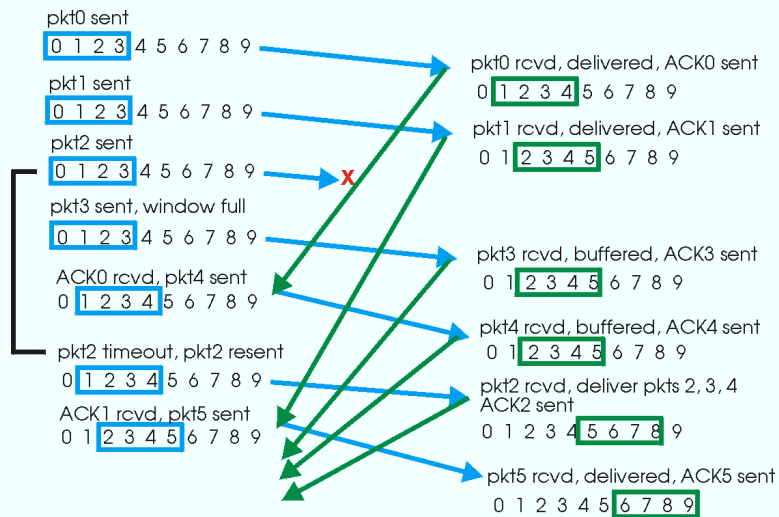 pkt0 sent
0 1 2 3 4 5 6 7 8 9
pkt1 sent
0 1 2 3 4 5 6 7 8 9
pkt2 sent
0 1 2 3 4 5 6 7 8 9
X
pkt3 sent, window full
0 1 2 3 4 5 6 7 8 9
ACK0 rcvd, pkt4 sent
0 1 2 3 4 5 6 7 8 9
pkt2 timeout, pkt2 resent
0 1 2 3 4 5 6 7 8 9
ACK1 rcvd, pkt5 sent
0 1 2 3 4 5 6 7 8 9
pkt0 rcvd, delivered, ACK0 sent
0 1 2 3 4 5 6 7 8 9
pkt1 rcvd, delivered, ACK1 sent
0 1 2 3 4 5 6 7 8 9
pkt3 rcvd, buffered, ACK3 sent
0 1 2 3 4 5 6 7 8 9
pkt4 rcvd, buffered, ACK4 sent
0 1 2 3 4 5 6 7 8 9
pkt2 rcvd, deliver pkts 2, 3, 4
ACK2 sent
0 1 2 3 4 5 6 7 8 9
pkt5 rcvd, delivered, ACK5 sent
0 1 2 3 4 5 6 7 8 9